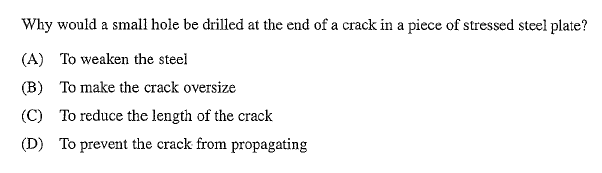 Why would a small hole be drilled at the end of a crack in a piece of stressed steel plate?
(A) To weaken the steel
(B) To make the crack oversize
(C) To reduce the length of the crack
(D) To prevent the crack from propagating